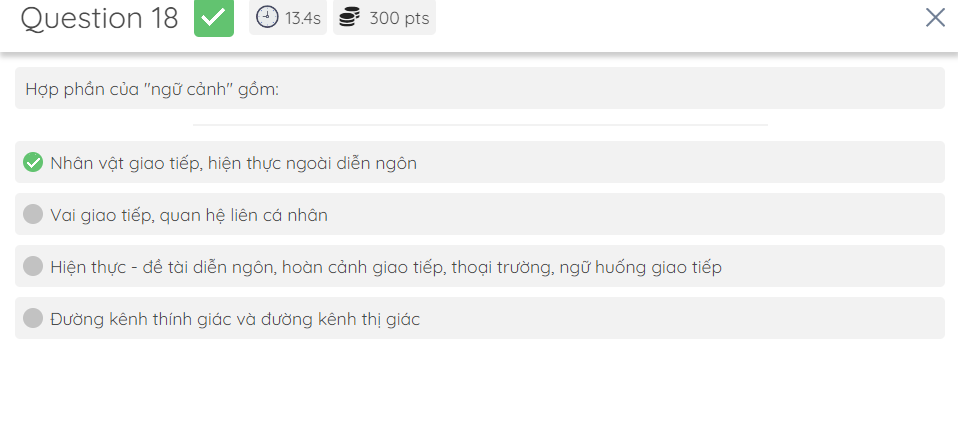 Question 18 13.4s 300 pts
Hợp phần của "ngữ cảnh" gồm:
Nhân vật giao tiếp, hiện thực ngoài diễn ngôn
Vai giao tiếp, quan hệ liên cá nhân
Hiện thực - đề tài diễn ngôn, hoàn cảnh giao tiếp, thoại trường, ngữ huống giao tiếp
Đường kênh thính giác và đường kênh thị giác